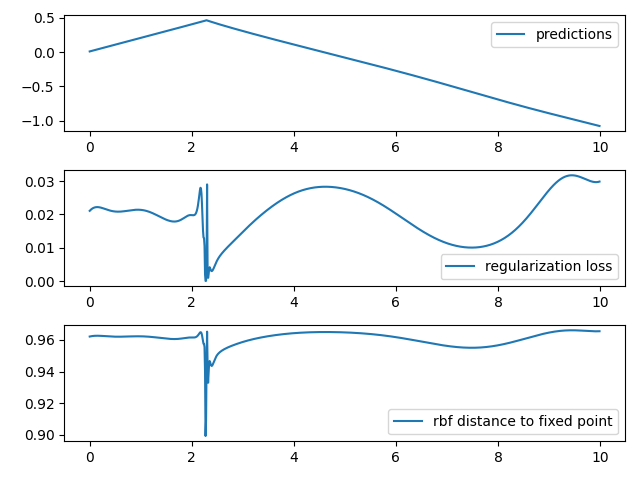 0.5
0.0
−0.5
−1.0
predictions
0 2 4 6 8 10
0.03
0.02
0.01
0.00
regularization loss
0 2 4 6 8 10
0.96
0.94
0.92
0.90
rbf distance to fixed point
0 2 4 6 8 10